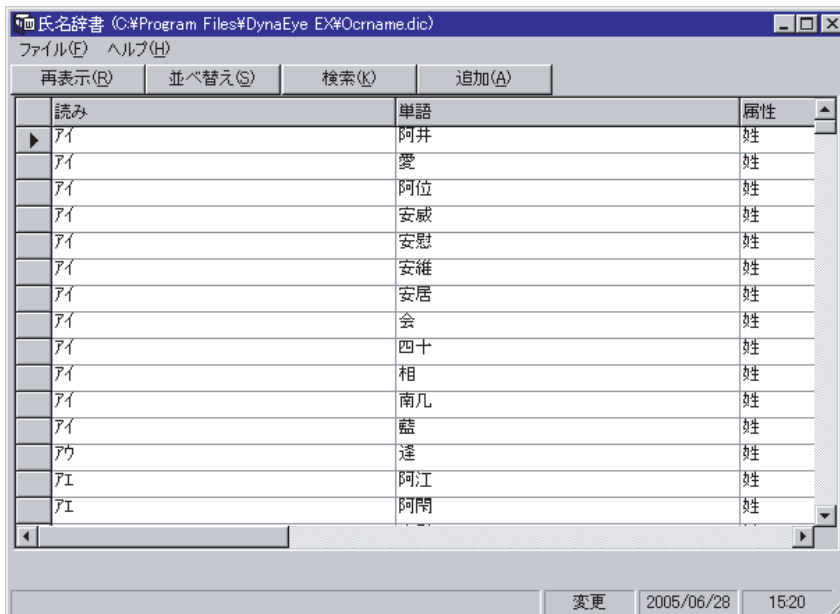 氏名辞書 (C:¥Program Files¥DynaEye EX¥Ocrname.dic)
ファイル(F) ヘルプ(H)
再表示(R) 並べ替え(S) 検索(K) 追加(A)
読み 単語 属性
アイ 阿井 姓
アイ 愛 姓
アイ 阿位 姓
アイ 安威 姓
アイ 安慰 姓
アイ 安維 姓
アイ 安居 姓
アイ 会 姓
アイ 四十 姓
アイ 相 姓
アイ 南几 姓
アイ 藍 姓
アウ 逢 姓
アエ 阿江 姓
アエ 阿閇 姓
変更 2005/06/28 15:20